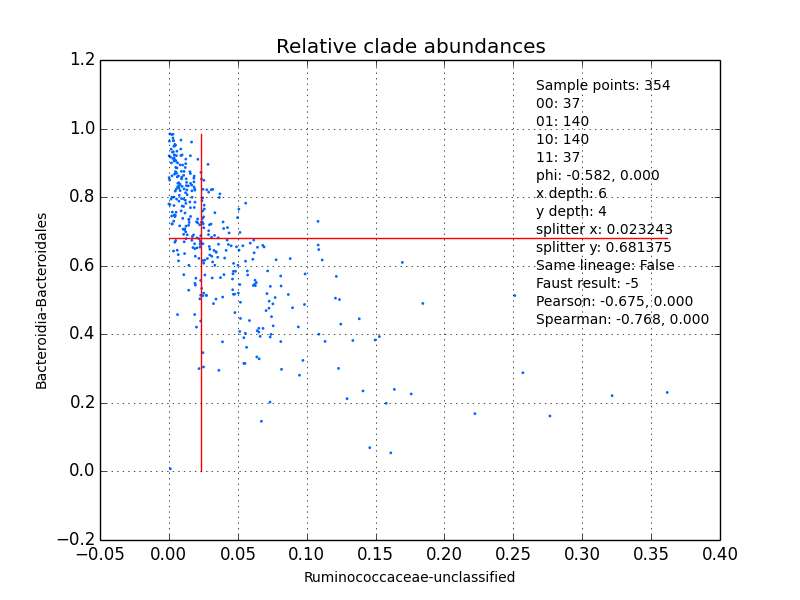 Relative clade abundances
1.2
1.0
0.8
0.6
0.4
0.2
0.0
−0.2
Bacteroidia-Bacteroidales
Sample points: 354
00: 37
01: 140
10: 140
11: 37
phi: -0.582, 0.000
x depth: 6
y depth: 4
splitter x: 0.023243
splitter y: 0.681375
Same lineage: False
Faust result: -5
Pearson: -0.675, 0.000
Spearman: -0.768, 0.000
−0.05 0.00 0.05 0.10 0.15 0.20 0.25 0.30 0.35 0.40
Ruminococcaceae-unclassified